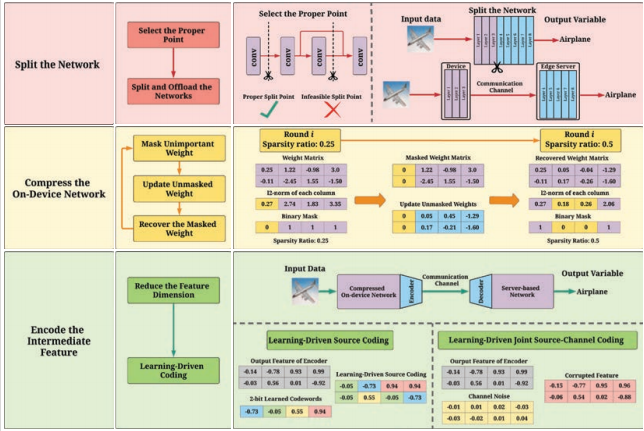 Split the Network
Select the Proper
Point
Split and Offload the
Networks
Select the Proper Point
conv
conv
conv
conv
Proper Split Point
Infeasible Split Point
Split the Network
Input data
Output Variable
Airplane
Device
Communication
Channel
Edge Server
Airplane
Compress the
On-Device Network
Mask Unimportant
Weight
Update Unmasked
Weight
Recover the Masked
Weight
Round i
Sparsity ratio: 0.25
Round i
Sparsity ratio: 0.5
Weight Matrix
0.25 1.22 -0.98 3.0
-0.11 -2.45 1.55 -1.50
l2-norm of each column
0.27 2.74 1.83 3.35
Binary Mask
0 1 1 1
Sparsity Ratio: 0.25
Masked Weight Matrix
0 1.22 -0.98 3.0
0 -2.45 1.55 -1.50
Update Unmasked Weights
0 0.05 0.45 -1.29
0 0.17 -0.21 -1.60
Recovered Weight Matrix
0.25 0.05 -0.04 -1.29
-0.11 0.17 -0.26 -1.60
l2-norm of each column
0.27 0.18 0.26 2.06
Binary Mask
1 0 0 1
Sparsity Ratio: 0.5
Encode the
Intermediate
Feature
Reduce the Feature
Dimension
Learning-Driven
Coding
Input Data
Compressed
On-device Network
Encoder
Communication
Channel
Decoder
Server-based
Network
Output Variable
Airplane
Learning-Driven Source Coding
Output Feature of Encoder
-0.14 -0.78 0.93 0.99
-0.03 0.56 0.01 -0.92
2-bit Learned Codewords
-0.73 -0.05 0.55 0.94
Learning-Driven Source Coding
-0.05 -0.73 0.94 0.94
-0.05 0.55 -0.05 -0.73
Learning-Driven Joint Source-Channel Coding
Ourput Feature of Encoder
-0.14 -0.78 0.93 0.99
-0.03 0.56 0.01 -0.92
Channel Noise
-0.01 0.01 0.02 -0.03
-0.03 -0.02 0.01 0.04
Corrupted Feature
-0.15 -0.77 0.95 0.96
-0.06 0.54 0.02 -0.88